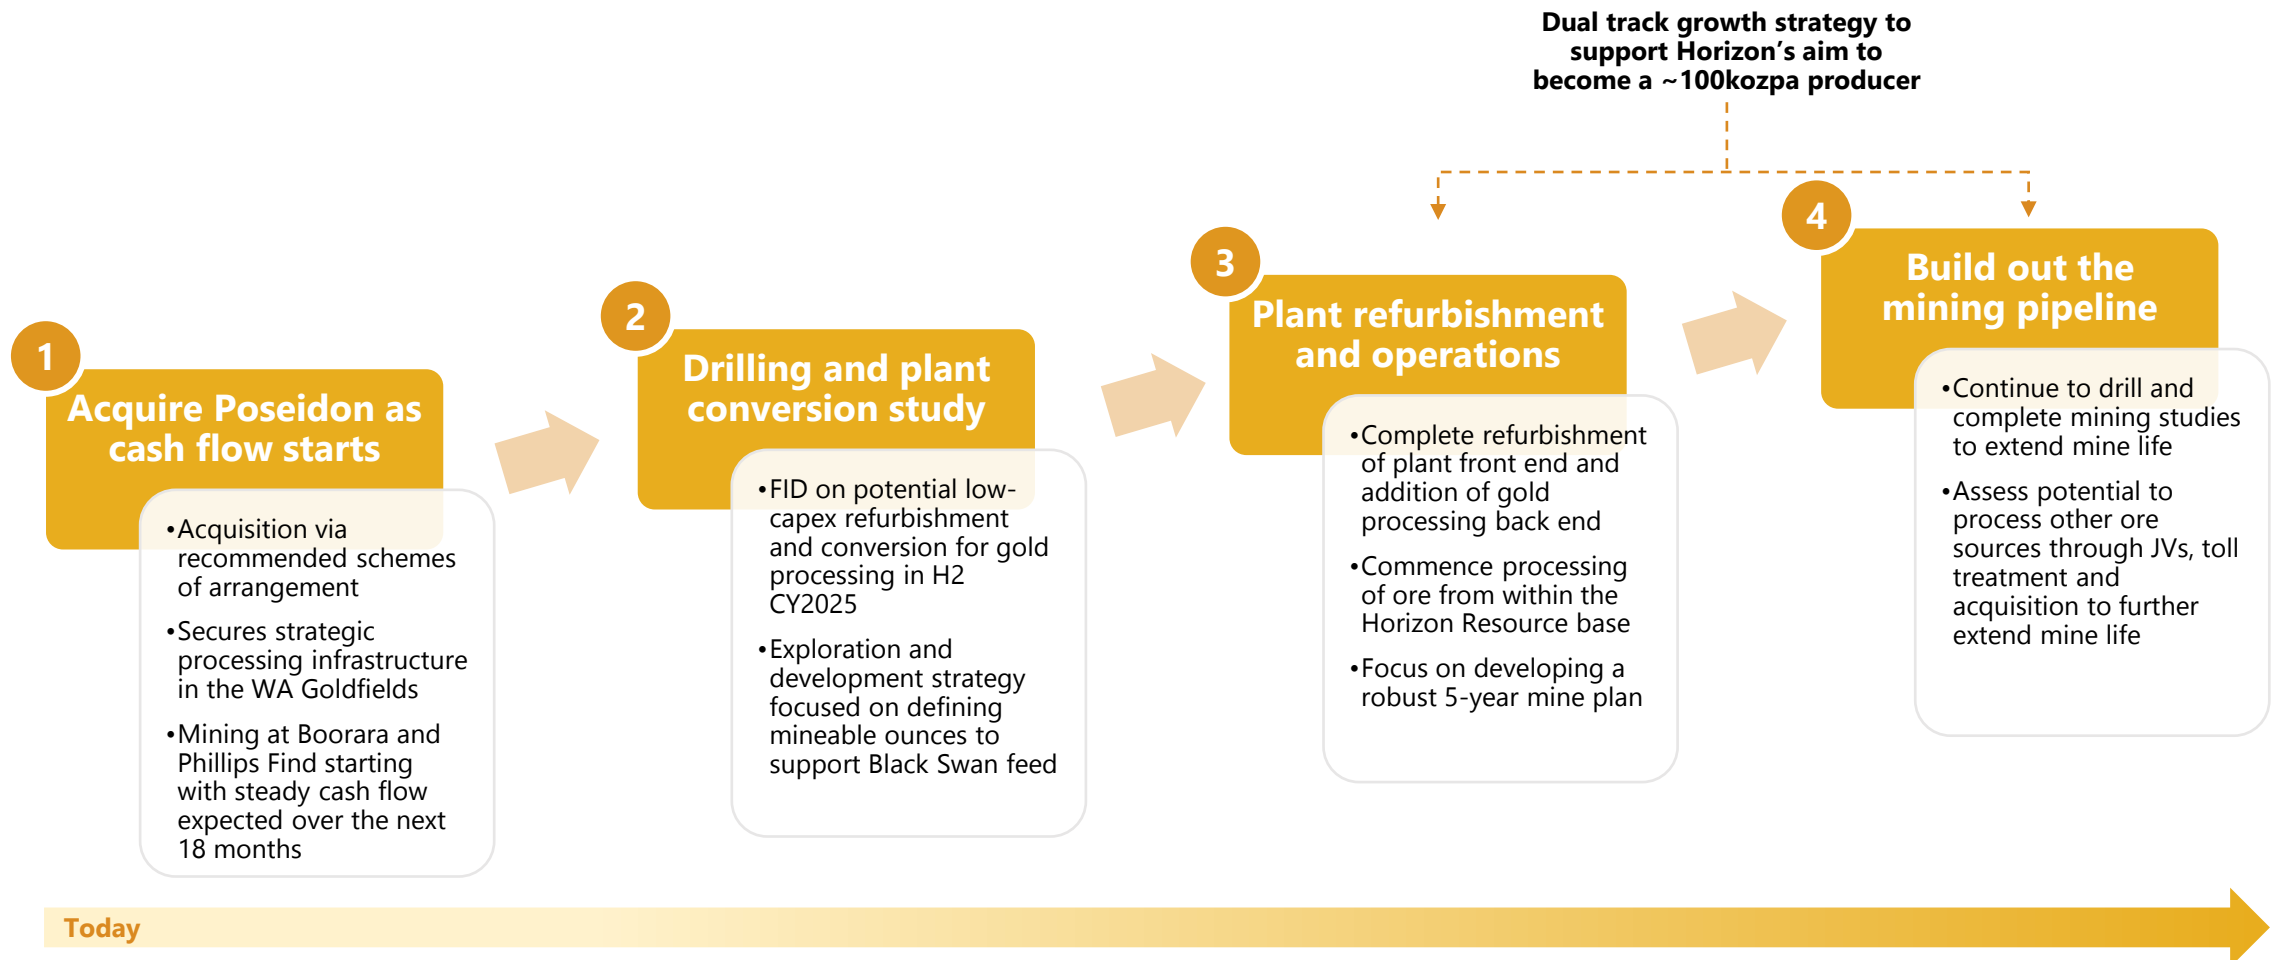 Dual track growth strategy to
support Horizon’s aim to
become a ~100kozpa producer
1
Acquire Poseidon as
cash flow starts
•Acquisition via
recommended schemes
of arrangement
•Secures strategic
processing infrastructure
in the WA Goldfields
•Mining at Boorara and
Phillips Find starting
with steady cash flow
expected over the next
18 months
2
Drilling and plant
conversion study
•FID on potential low-
capex refurbishment
and conversion for gold
processing in H2
CY2025
•Exploration and
development strategy
focused on defining
mineable ounces to
support Black Swan feed
3
Plant refurbishment
and operations
•Complete refurbishment
of plant front end and
addition of gold
processing back end
•Commence processing
of ore from within the
Horizon Resource base
•Focus on developing a
robust 5-year mine plan
4
Build out the
mining pipeline
•Continue to drill and
complete mining studies
to extend mine life
•Assess potential to
process other ore
sources through JVs, toll
treatment and
acquisition to further
extend mine life
Today